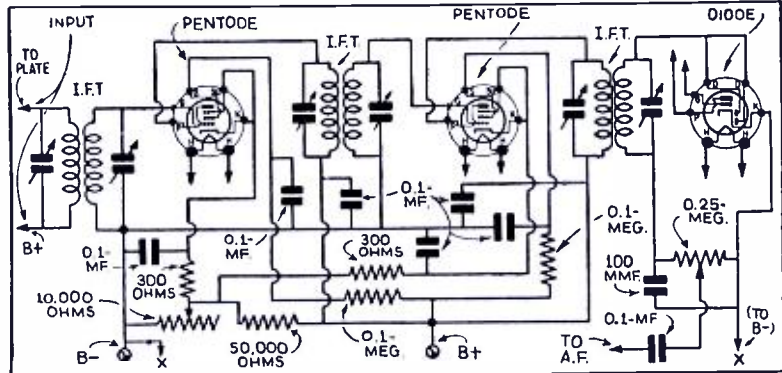 INPUT
TO
PLATE
I.F.T
B+
PENTODE
I.F.T.
PENTODE
I.F.T.
DIODE
0.1-
MF.
0.1-
MF.
0.1-
MF.
300
OHMS
0.1-
MEG.
0.25-
MEG.
300
OHMS
10,000
OHMS
50,000
OHMS
0.1-
MEG.
100
MMF.
0.1-MF
TO
A.F.
(TO
B-)
B-
X
B+
X